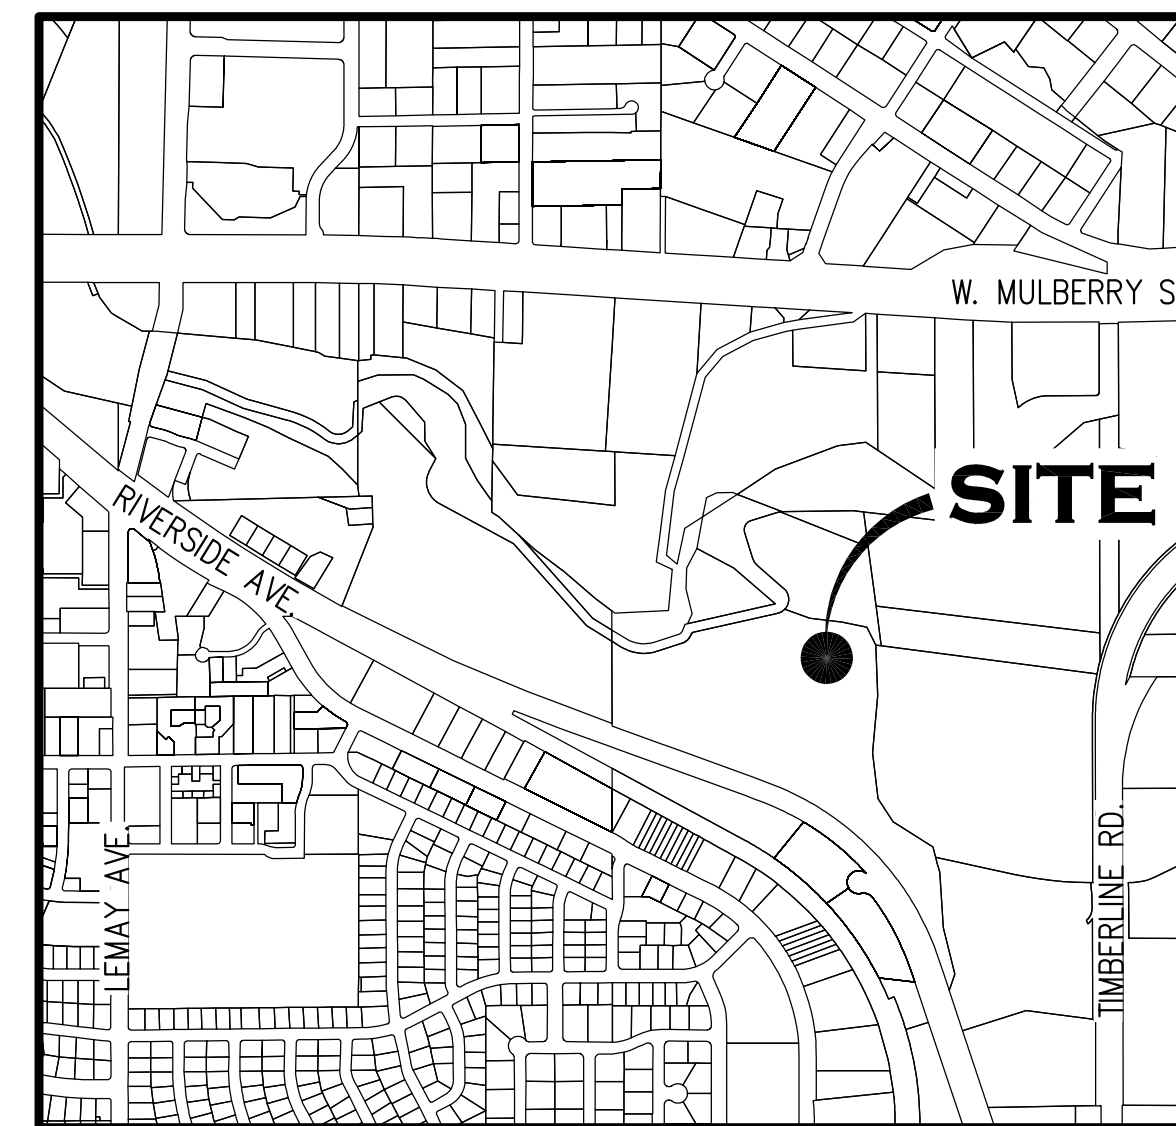 W. MULBERRY S
SITE
RIVERSIDE AVE.
LEMAY AVE.
TIMBERLINE RD.